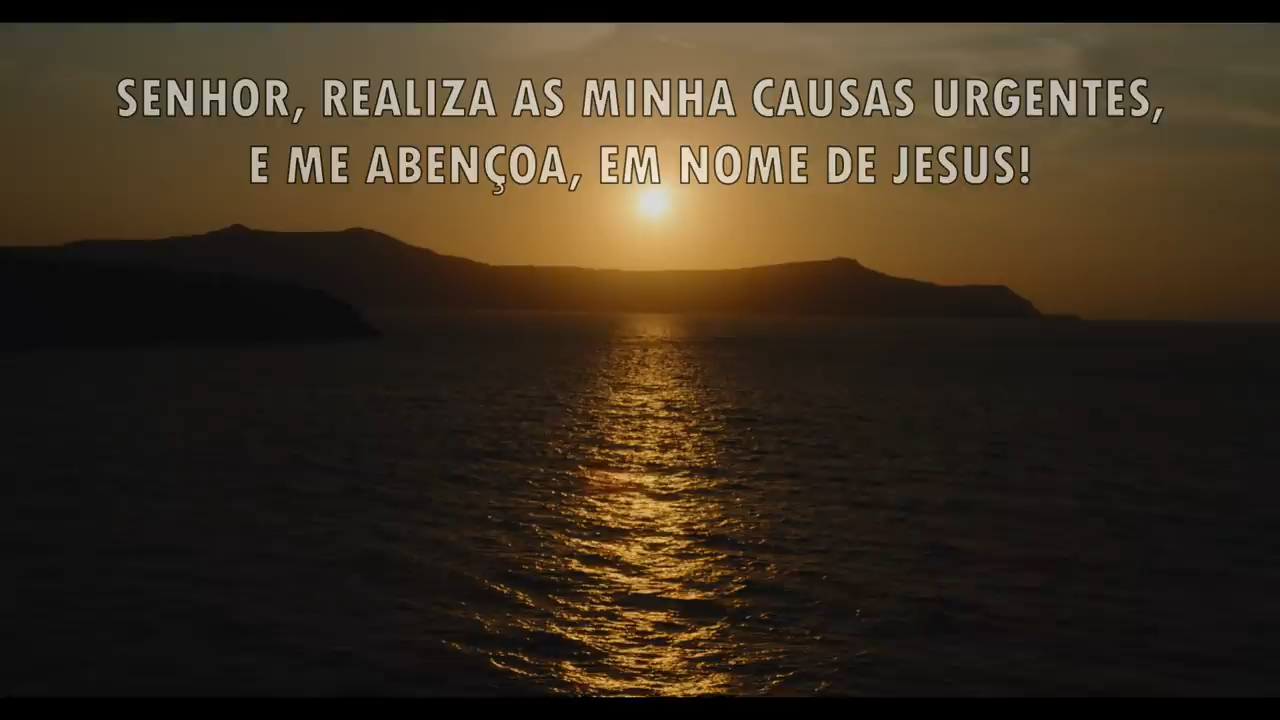 SENHOR, REALIZA AS MINHA CAUSAS URGENTES,
E ME ABENÇOA, EM NOME DE JESUS!